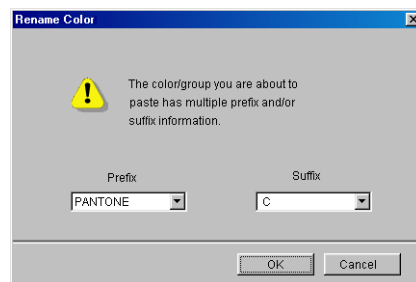 Rename Color
The color/group you are about to
paste has multiple prefix and/or
suffix information.
Prefix Suffix
PANTONE C
OK Cancel